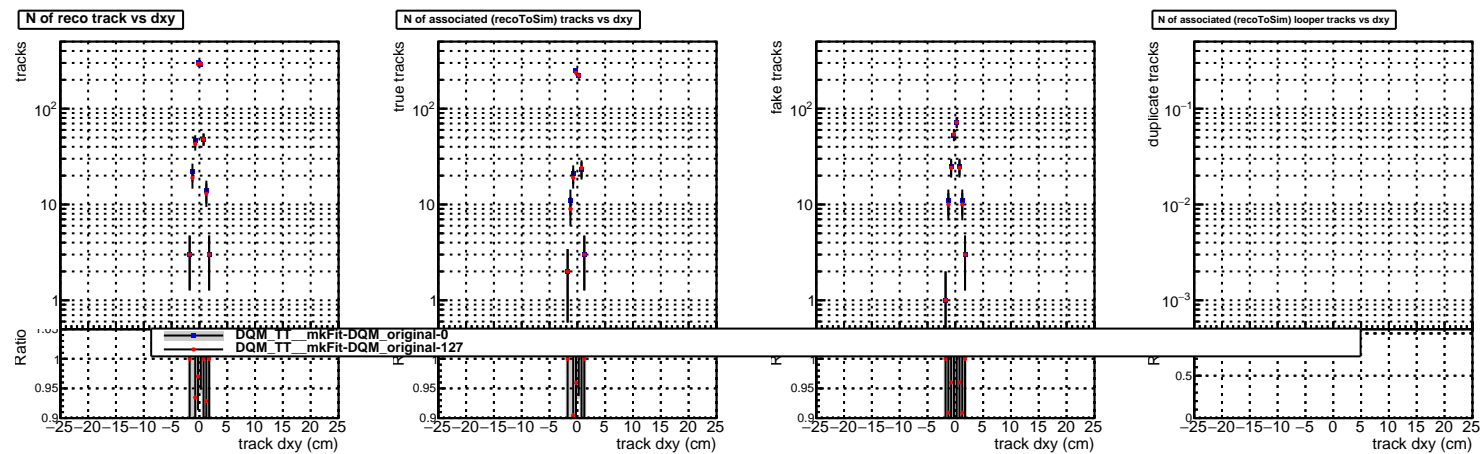 N of reco track vs dxy
N of associated (recoToSim) tracks vs dxy
N of associated (recoToSim) looper tracks vs dxy
tracks
10²
10
1
Ratio
1
0.95
0.9
−25 −20 −15 −10 −5 0 5 10 15 20 25
track dxy (cm)
true tracks
10²
10
1
1
0.95
0.9
−25 −20 −15 −10 −5 0 5 10 15 20 25
track dxy (cm)
fake tracks
10²
10
1
1
0.95
0.9
−25 −20 −15 −10 −5 0 5 10 15 20 25
track dxy (cm)
duplicate tracks
10⁻¹
10⁻²
10⁻³
0.5
0
−25 −20 −15 −10 −5 0 5 10 15 20 25
track dxy (cm)
DQM_TT__mkFit-DQM_original-0
DQM_TT__mkFit-DQM_original-127